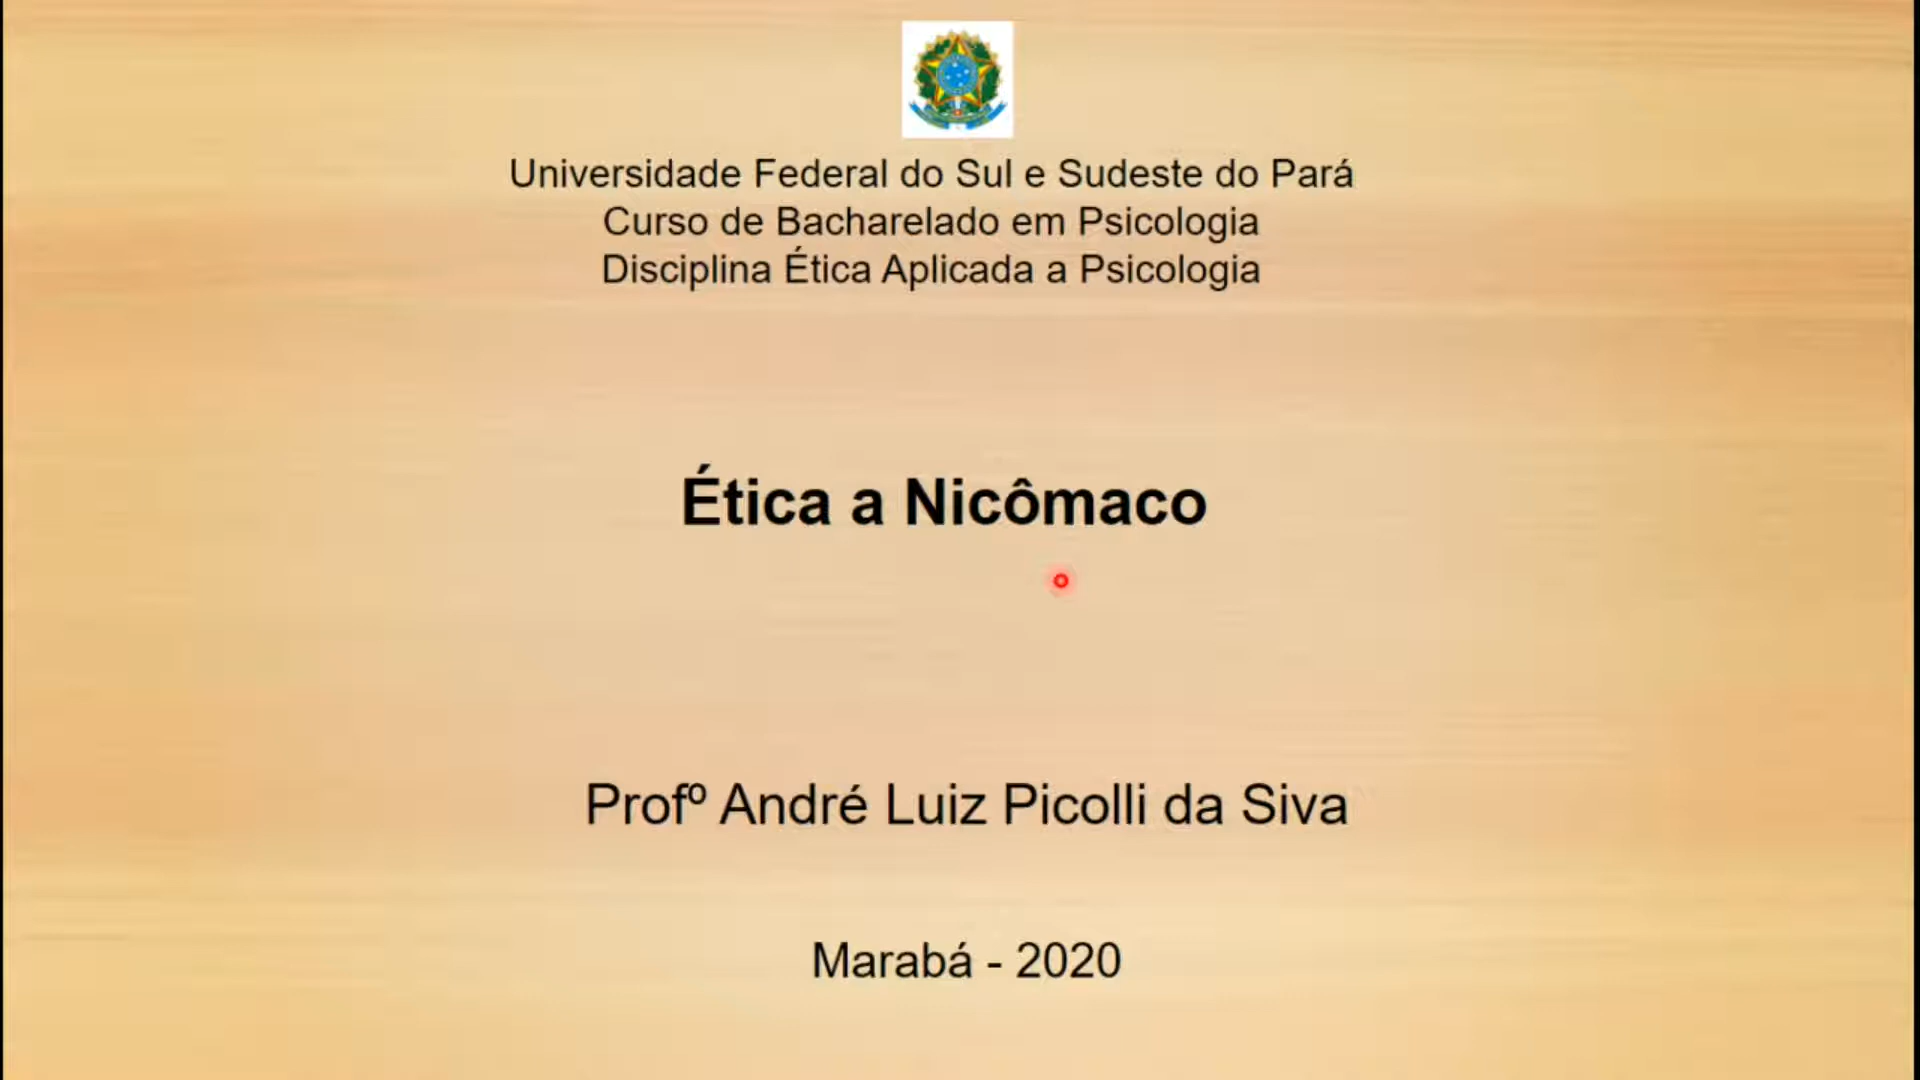 Universidade Federal do Sul e Sudeste do Pará
Curso de Bacharelado em Psicologia
Disciplina Ética Aplicada a Psicologia
Ética a Nicômaco
Profº André Luiz Picolli da Siva
Marabá - 2020